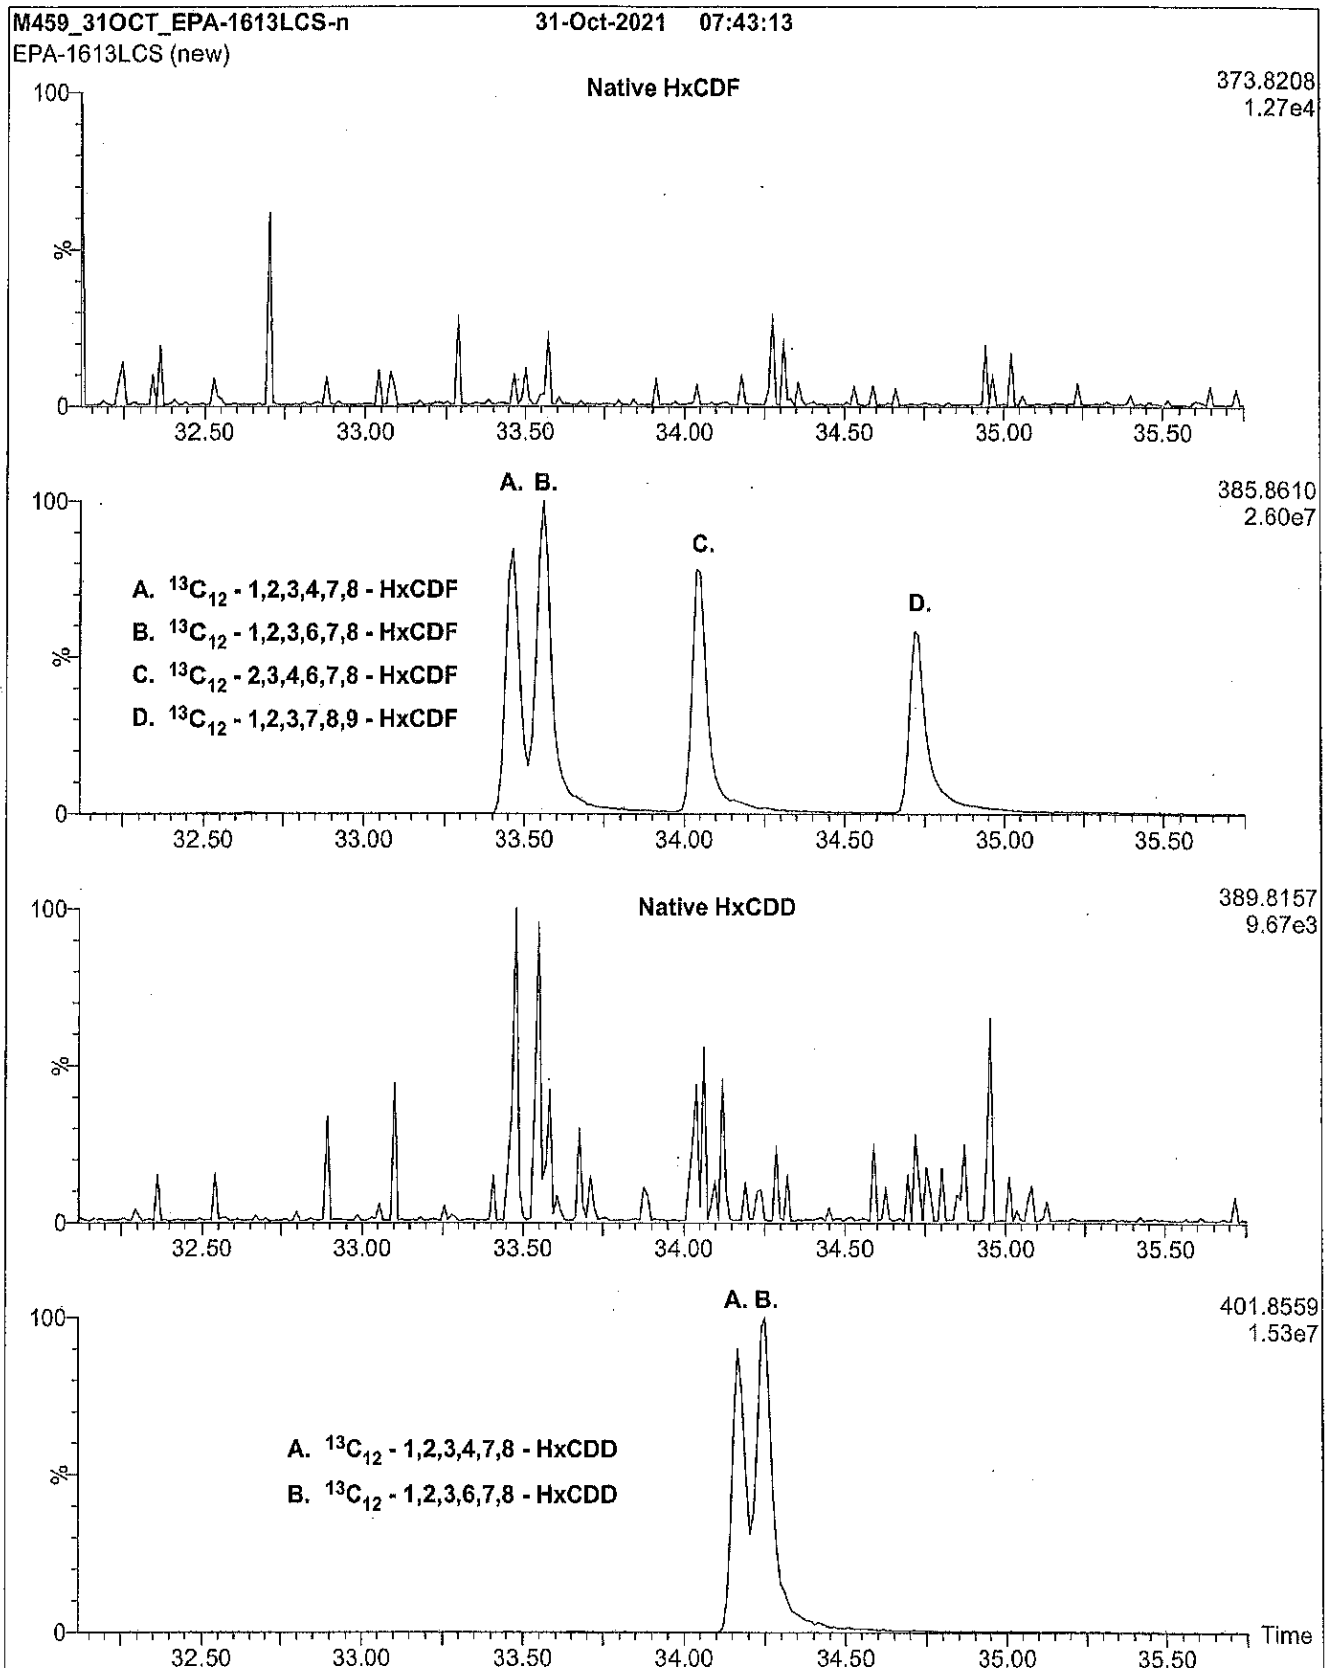 M459_31OCT_EPA-1613LCS-n 31-Oct-2021 07:43:13
EPA-1613LCS (new)
Native HxCDF
373.8208
1.27e4
100
%
0
32.50 33.00 33.50 34.00 34.50 35.00 35.50
A. B.
385.8610
2.60e7
100
C.
D.
A. ¹³C₁₂ - 1,2,3,4,7,8 - HxCDF
B. ¹³C₁₂ - 1,2,3,6,7,8 - HxCDF
C. ¹³C₁₂ - 2,3,4,6,7,8 - HxCDF
D. ¹³C₁₂ - 1,2,3,7,8,9 - HxCDF
%
0
32.50 33.00 33.50 34.00 34.50 35.00 35.50
Native HxCDD
389.8157
9.67e3
100
%
0
32.50 33.00 33.50 34.00 34.50 35.00 35.50
A. B.
401.8559
1.53e7
100
A. ¹³C₁₂ - 1,2,3,4,7,8 - HxCDD
B. ¹³C₁₂ - 1,2,3,6,7,8 - HxCDD
%
0
Time
32.50 33.00 33.50 34.00 34.50 35.00 35.50